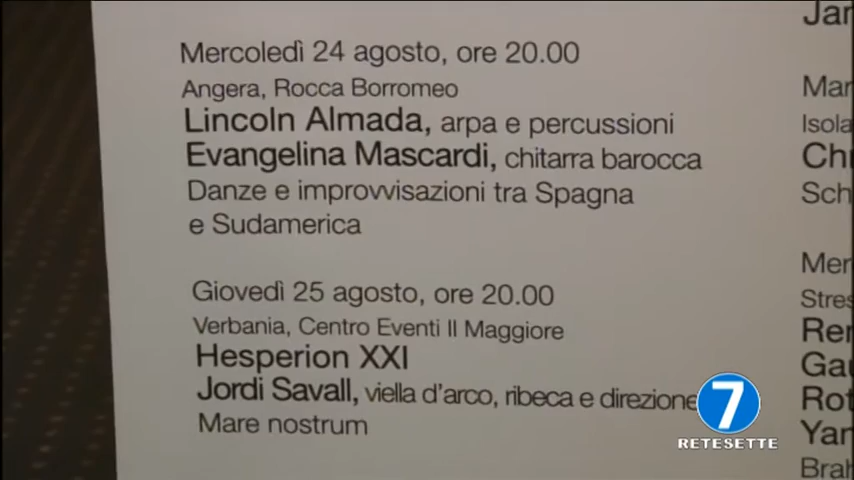 Mercoledì 24 agosto, ore 20.00
Angera, Rocca Borromeo
Lincoln Almada, arpa e percussioni
Evangelina Mascardi, chitarra barocca
Danze e improvvisazioni tra Spagna
e Sudamerica
Giovedì 25 agosto, ore 20.00
Verbania, Centro Eventi Il Maggiore
Hesperion XXI
Jordi Savall, viella d'arco, ribeca e direzione
Mare nostrum
7
RETESETTE